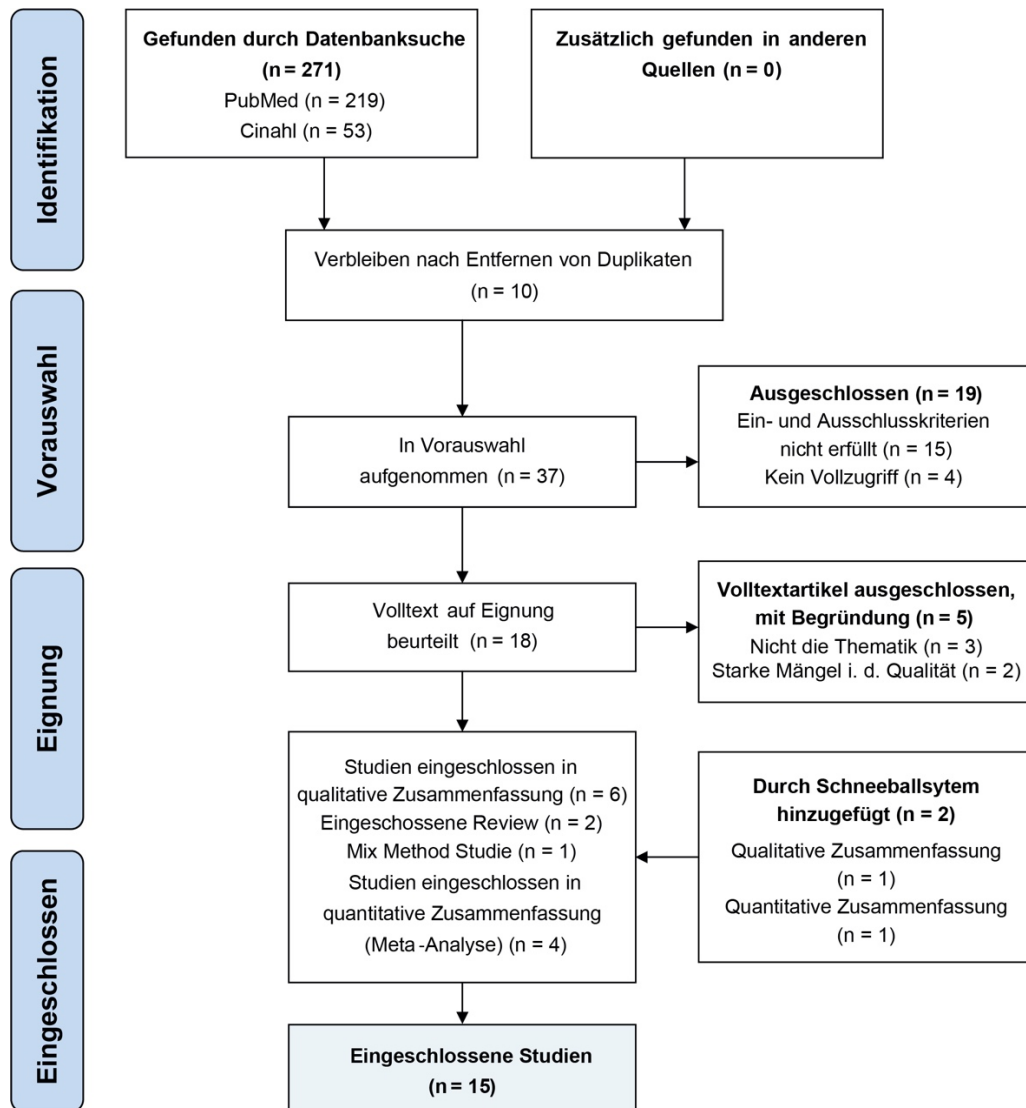 Identifikation
Gefunden durch Datenbanksuche
(n = 271)
PubMed (n = 219)
Cinahl (n = 53)
Zusätzlich gefunden in anderen
Quellen (n = 0)
Verbleiben nach Entfernen von Duplikaten
(n = 10)
Vorauswahl
In Vorauswahl
aufgenommen (n = 37)
Ausgeschlossen (n = 19)
Ein- und Ausschlusskriterien
nicht erfüllt (n = 15)
Kein Vollzugriff (n = 4)
Eignung
Volltext auf Eignung
beurteilt (n = 18)
Volltextartikel ausgeschlossen,
mit Begründung (n = 5)
Nicht die Thematik (n = 3)
Starke Mängel i. d. Qualität (n = 2)
Studien eingeschlossen in
qualitative Zusammenfassung (n = 6)
Eingeschossene Review (n = 2)
Mix Method Studie (n = 1)
Studien eingeschlossen in
quantitative Zusammenfassung
(Meta-Analyse) (n = 4)
Durch Schneeballsytem
hinzugefügt (n = 2)
Qualitative Zusammenfassung
(n = 1)
Quantitative Zusammenfassung
(n = 1)
Eingeschlossen
Eingeschlossene Studien
(n = 15)